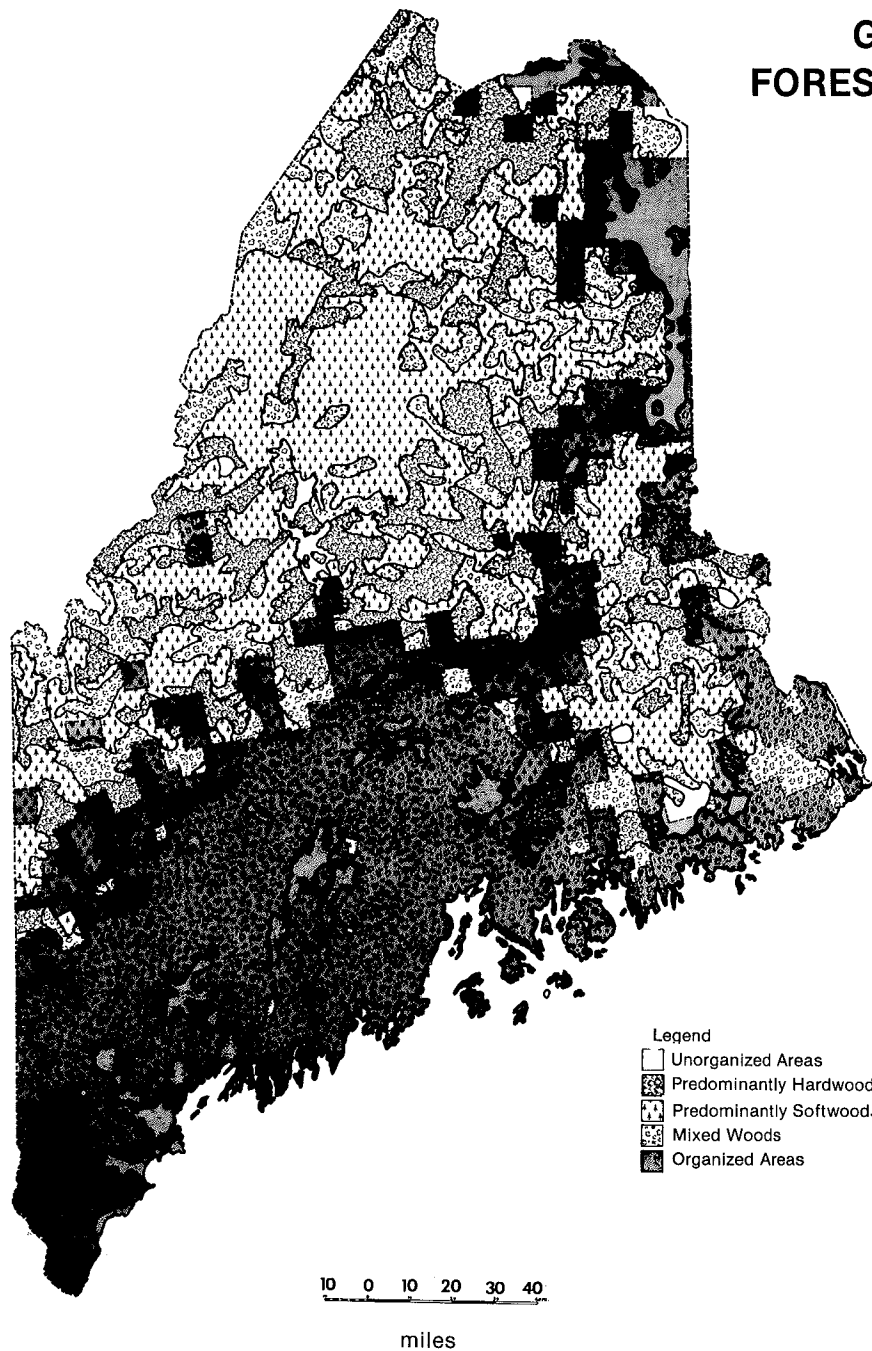 G
FORES
Legend
Unorganized Areas
Predominantly Hardwood
Predominantly Softwood
Mixed Woods
Organized Areas
10 0 10 20 30 40
miles